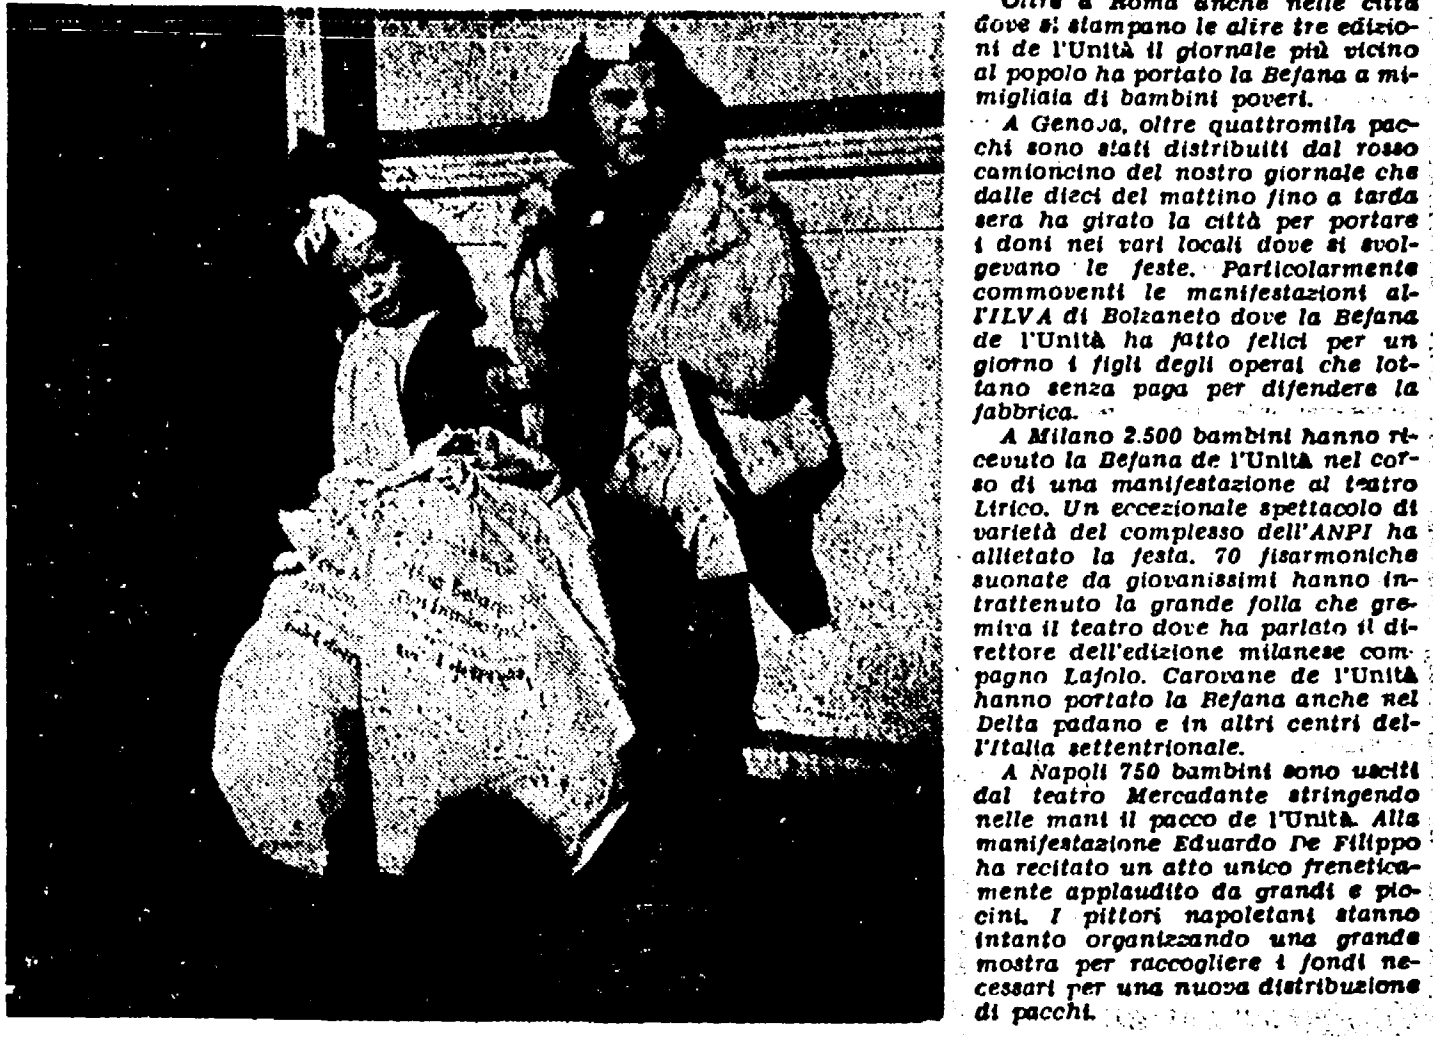 Oltre a Roma anche nelle città
dove si stampano le altre tre edizio-
ni de l'Unità il giornale più vicino
al popolo ha portato la Befana a mi-
migliaia di bambini poveri.
A Genova, oltre quattromila pac-
chi sono stati distribuiti dal rosso
camioncino del nostro giornale che
dalle dieci del mattino fino a tarda
sera ha girato la città per portare
i doni nei vari locali dove si svol-
gevano le feste. Particolarmente
commoventi le manifestazioni al-
l'ILVA di Bolzaneto dove la Befana
de l'Unità ha fatto felici per un
giorno i figli degli operai che lot-
tano senza paga per difendere la
fabbrica.
A Milano 2.500 bambini hanno ri-
cevuto la Befana de l'Unità nel cor-
so di una manifestazione al teatro
Lirico. Un eccezionale spettacolo di
varietà del complesso dell'ANPI ha
allietato la festa. 70 fisarmoniche
suonate da giovanissimi hanno in-
trattenuto la grande folla che gre-
miva il teatro dove ha parlato il di-
rettore dell'edizione milanese com-
pagno Lajolo. Carovane de l'Unità
hanno portato la Befana anche nel
Delta padano e in altri centri del-
l'Italia settentrionale.
A Napoli 750 bambini sono usciti
dal teatro Mercadante stringendo
nelle mani il pacco de l'Unità. Alla
manifestazione Eduardo De Filippo
ha recitato un atto unico frenetica-
mente applaudito da grandi e pic-
cini. I pittori napoletani stanno
intanto organizzando una grande
mostra per raccogliere i fondi ne-
cessari per una nuova distribuzione
di pacchi.